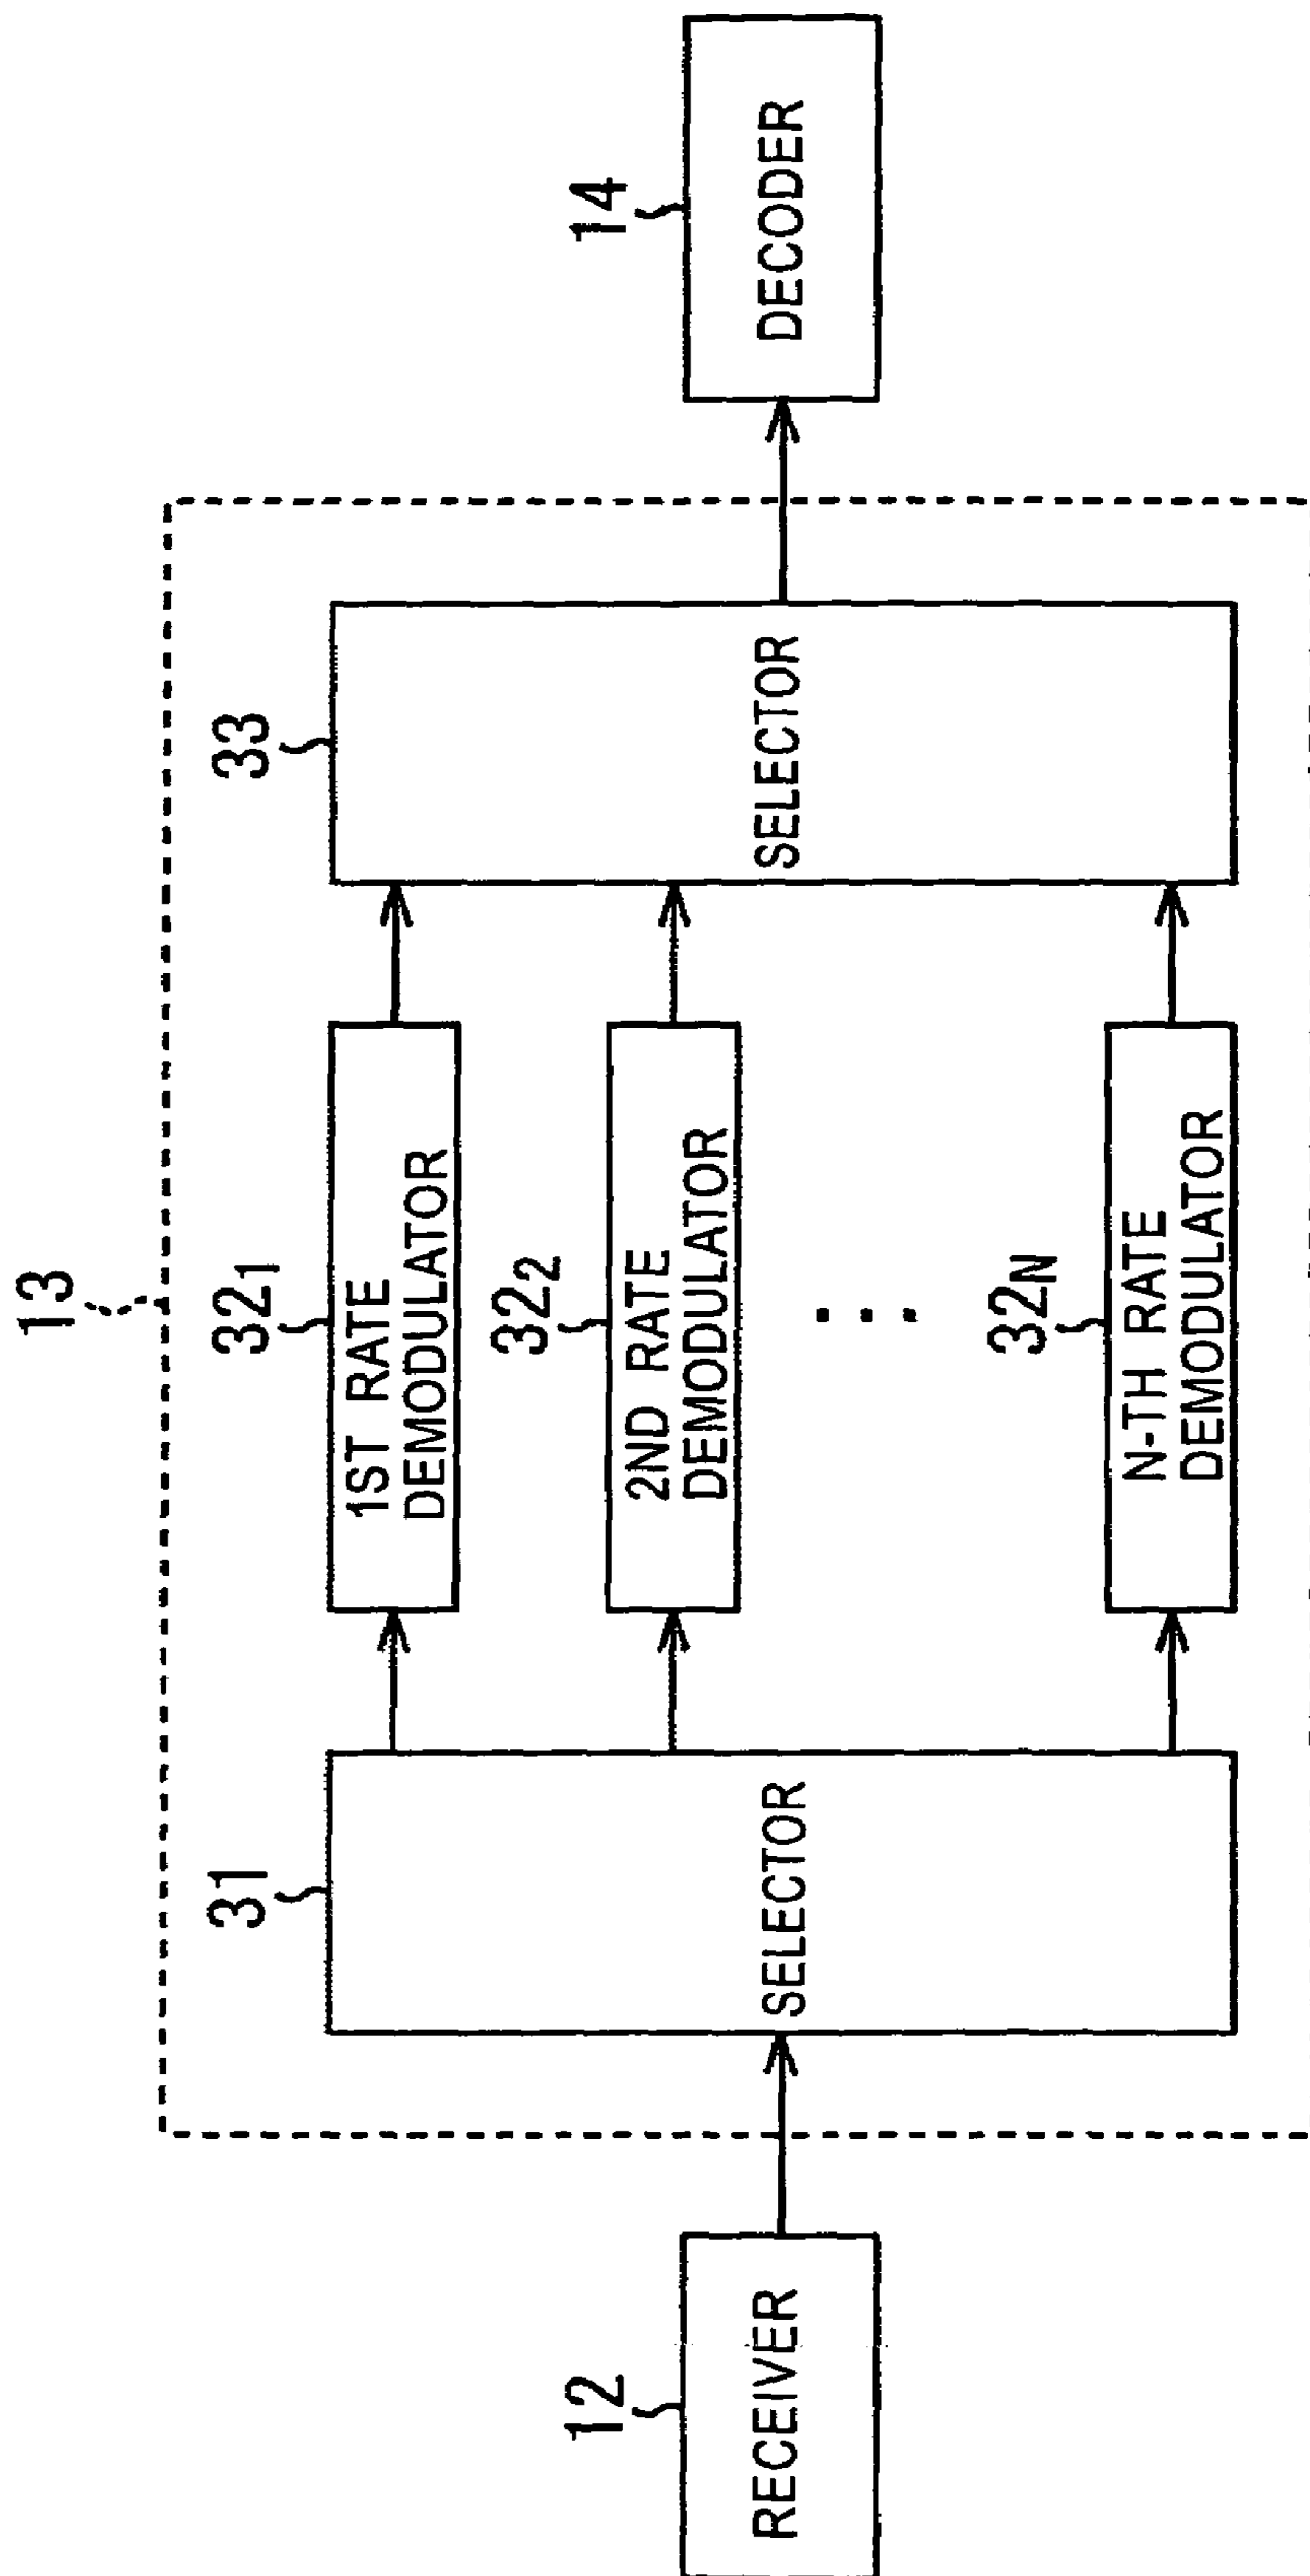 13
12
RECEIVER
31
SELECTOR
32₁
1ST RATE
DEMODULATOR
32₂
2ND RATE
DEMODULATOR
...
32N
N-TH RATE
DEMODULATOR
33
SELECTOR
14
DECODER